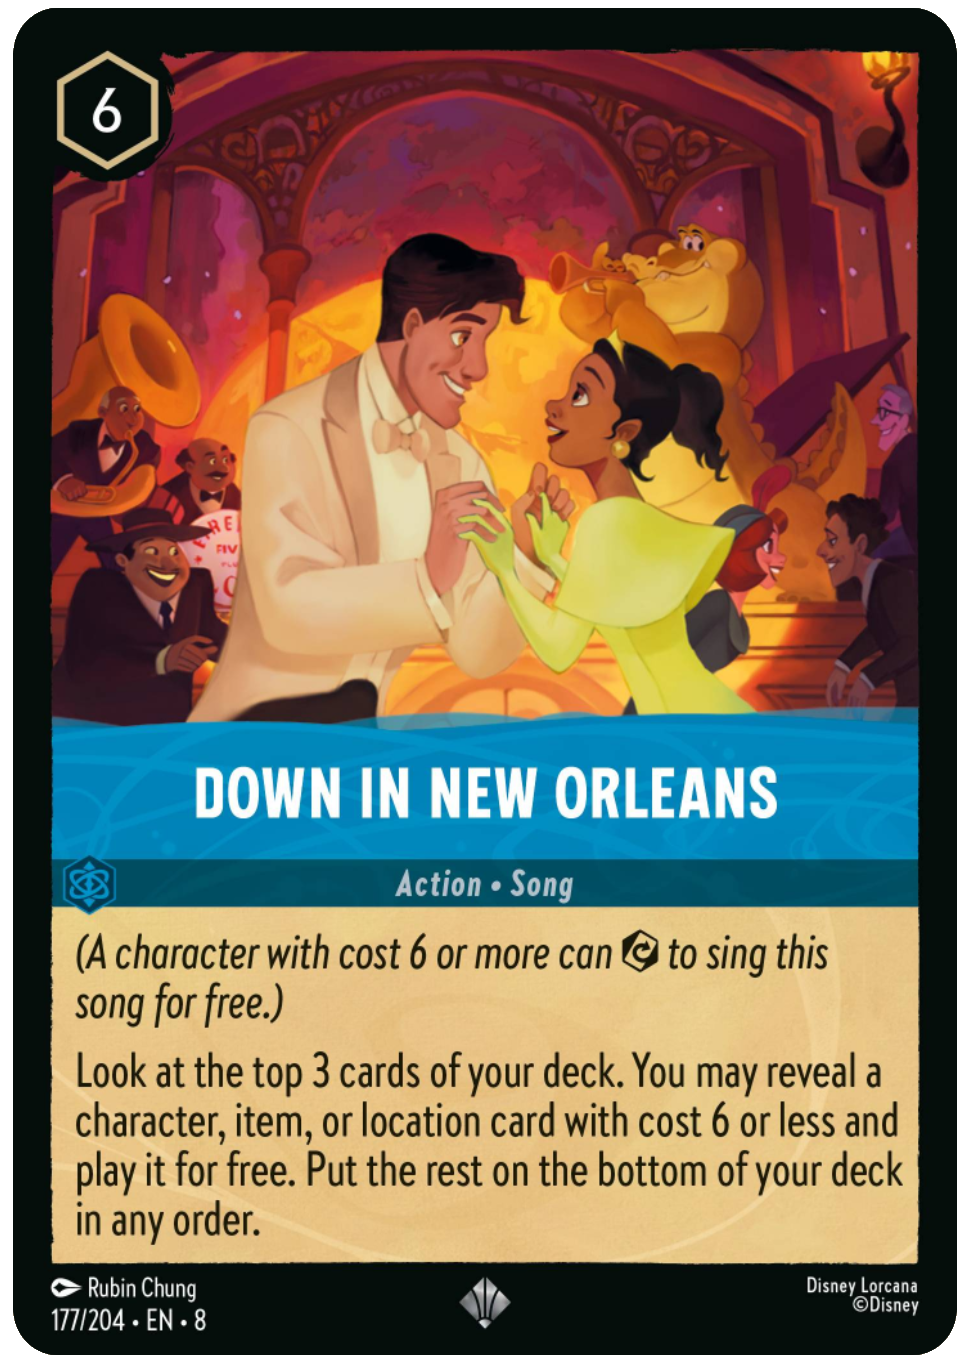 6
FIRE
FIV
DOWN IN NEW ORLEANS
Action • Song
(A character with cost 6 or more can to sing this
song for free.)
Look at the top 3 cards of your deck. You may reveal a
character, item, or location card with cost 6 or less and
play it for free. Put the rest on the bottom of your deck
in any order.
Rubin Chung
177/204 • EN • 8
Disney Lorcana
©Disney